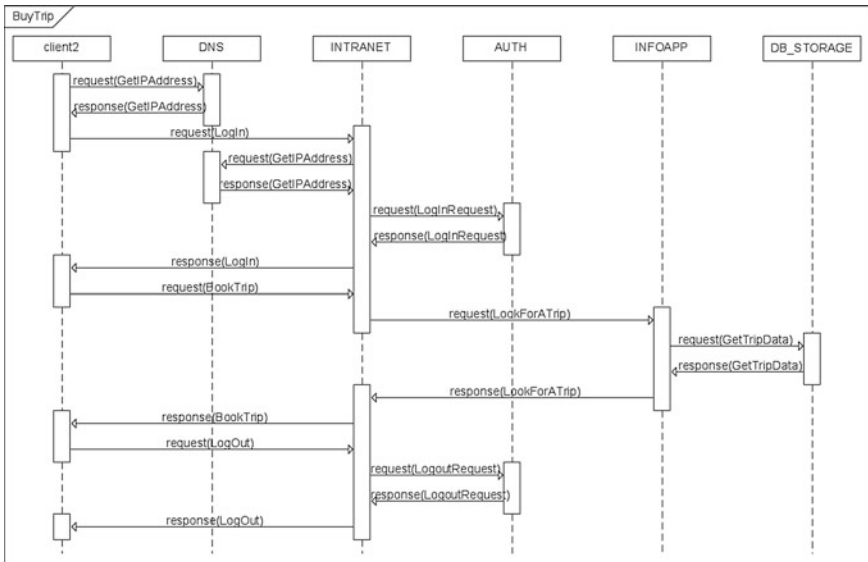 BuyTrip
client2 DNS INTRANET AUTH INFOAPP DB_STORAGE
request(GetIPAddress)
response(GetIPAddress)
request(LogIn)
request(GetIPAddress)
response(GetIPAddress)
request(LogInRequest)
response(LogInRequest)
response(LogIn)
request(BookTrip)
request(LookForATrip)
request(GetTripData)
response(GetTripData)
response(LookForATrip)
response(BookTrip)
request(LogOut)
request(LogoutRequest)
response(LogoutRequest)
response(LogOut)